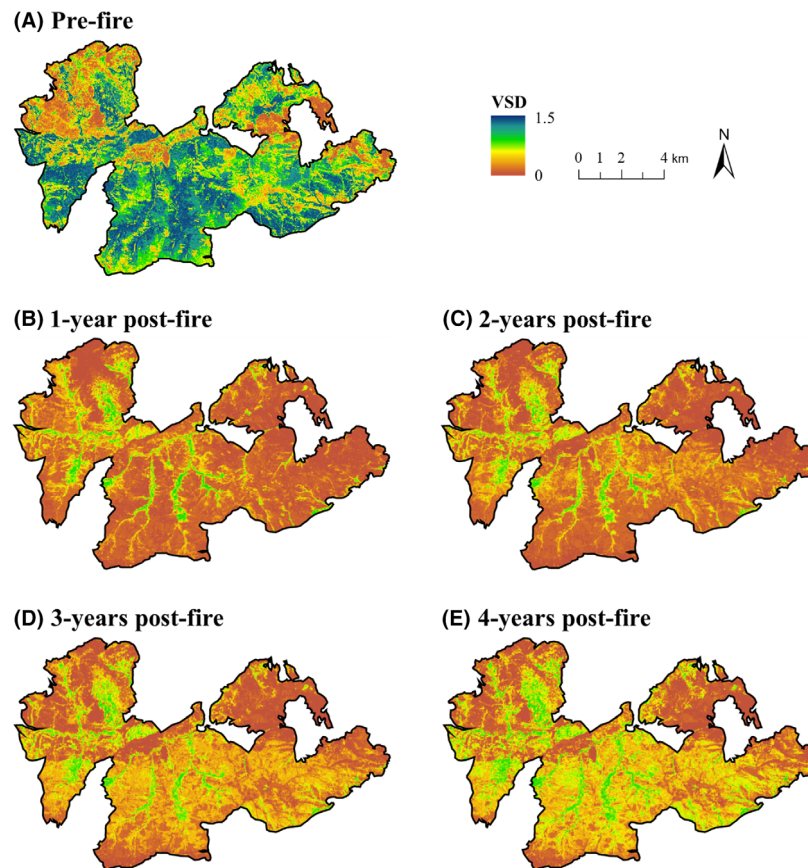 (A) Pre-fire
VSD
1.5
0
0 1 2 4 km
N
(B) 1-year post-fire
(C) 2-years post-fire
(D) 3-years post-fire
(E) 4-years post-fire